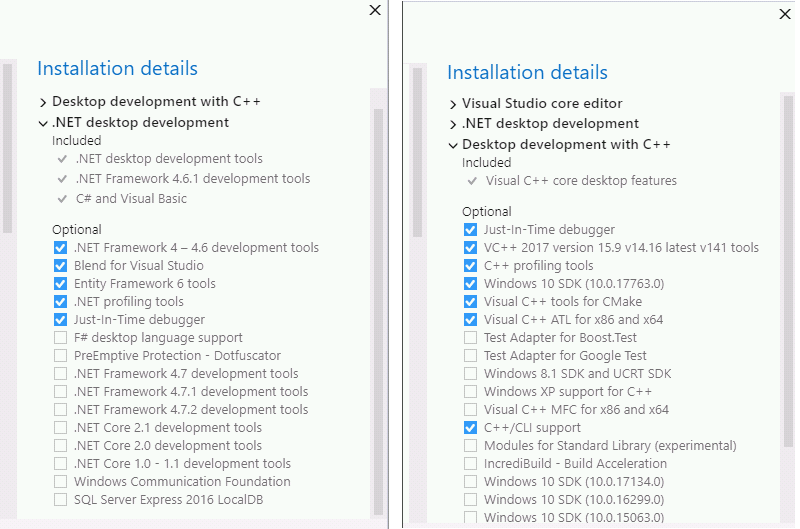 Installation details
Desktop development with C++
.NET desktop development
Included
.NET desktop development tools
.NET Framework 4.6.1 development tools
C# and Visual Basic
Optional
.NET Framework 4 – 4.6 development tools
Blend for Visual Studio
Entity Framework 6 tools
.NET profiling tools
Just-In-Time debugger
F# desktop language support
PreEmptive Protection - Dotfuscator
.NET Framework 4.7 development tools
.NET Framework 4.7.1 development tools
.NET Framework 4.7.2 development tools
.NET Core 2.1 development tools
.NET Core 2.0 development tools
.NET Core 1.0 - 1.1 development tools
Windows Communication Foundation
SQL Server Express 2016 LocalDB
Installation details
Visual Studio core editor
.NET desktop development
Desktop development with C++
Included
Visual C++ core desktop features
Optional
Just-In-Time debugger
VC++ 2017 version 15.9 v14.16 latest v141 tools
C++ profiling tools
Windows 10 SDK (10.0.17763.0)
Visual C++ tools for CMake
Visual C++ ATL for x86 and x64
Test Adapter for Boost.Test
Test Adapter for Google Test
Windows 8.1 SDK and UCRT SDK
Windows XP support for C++
Visual C++ MFC for x86 and x64
C++/CLI support
Modules for Standard Library (experimental)
IncrediBuild - Build Acceleration
Windows 10 SDK (10.0.17134.0)
Windows 10 SDK (10.0.16299.0)
Windows 10 SDK (10.0.15063.0)